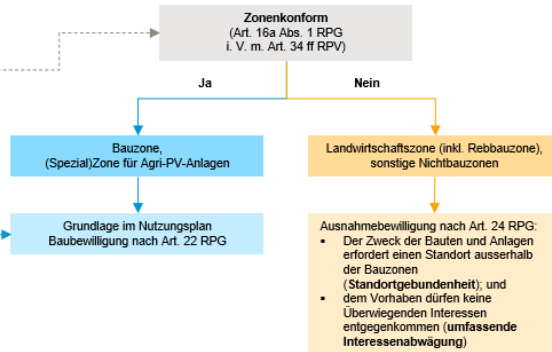 Zonenkonform
(Art. 16a Abs. 1 RPG
i. V. m. Art. 34 ff RPV)
Ja
Nein
Bauzone,
(Spezial)Zone für Agri-PV-Anlagen
Landwirtschaftszone (inkl. Rebbauzone),
sonstige Nichtbauzonen
Grundlage im Nutzungsplan
Baubewilligung nach Art. 22 RPG
Ausnahmebewilligung nach Art. 24 RPG:
▪ Der Zweck der Bauten und Anlagen
erfordert einen Standort ausserhalb
der Bauzonen
(Standortgebundenheit); und
▪ dem Vorhaben dürfen keine
Überwiegenden Interessen
entgegenkommen (umfassende
Interessenabwägung)